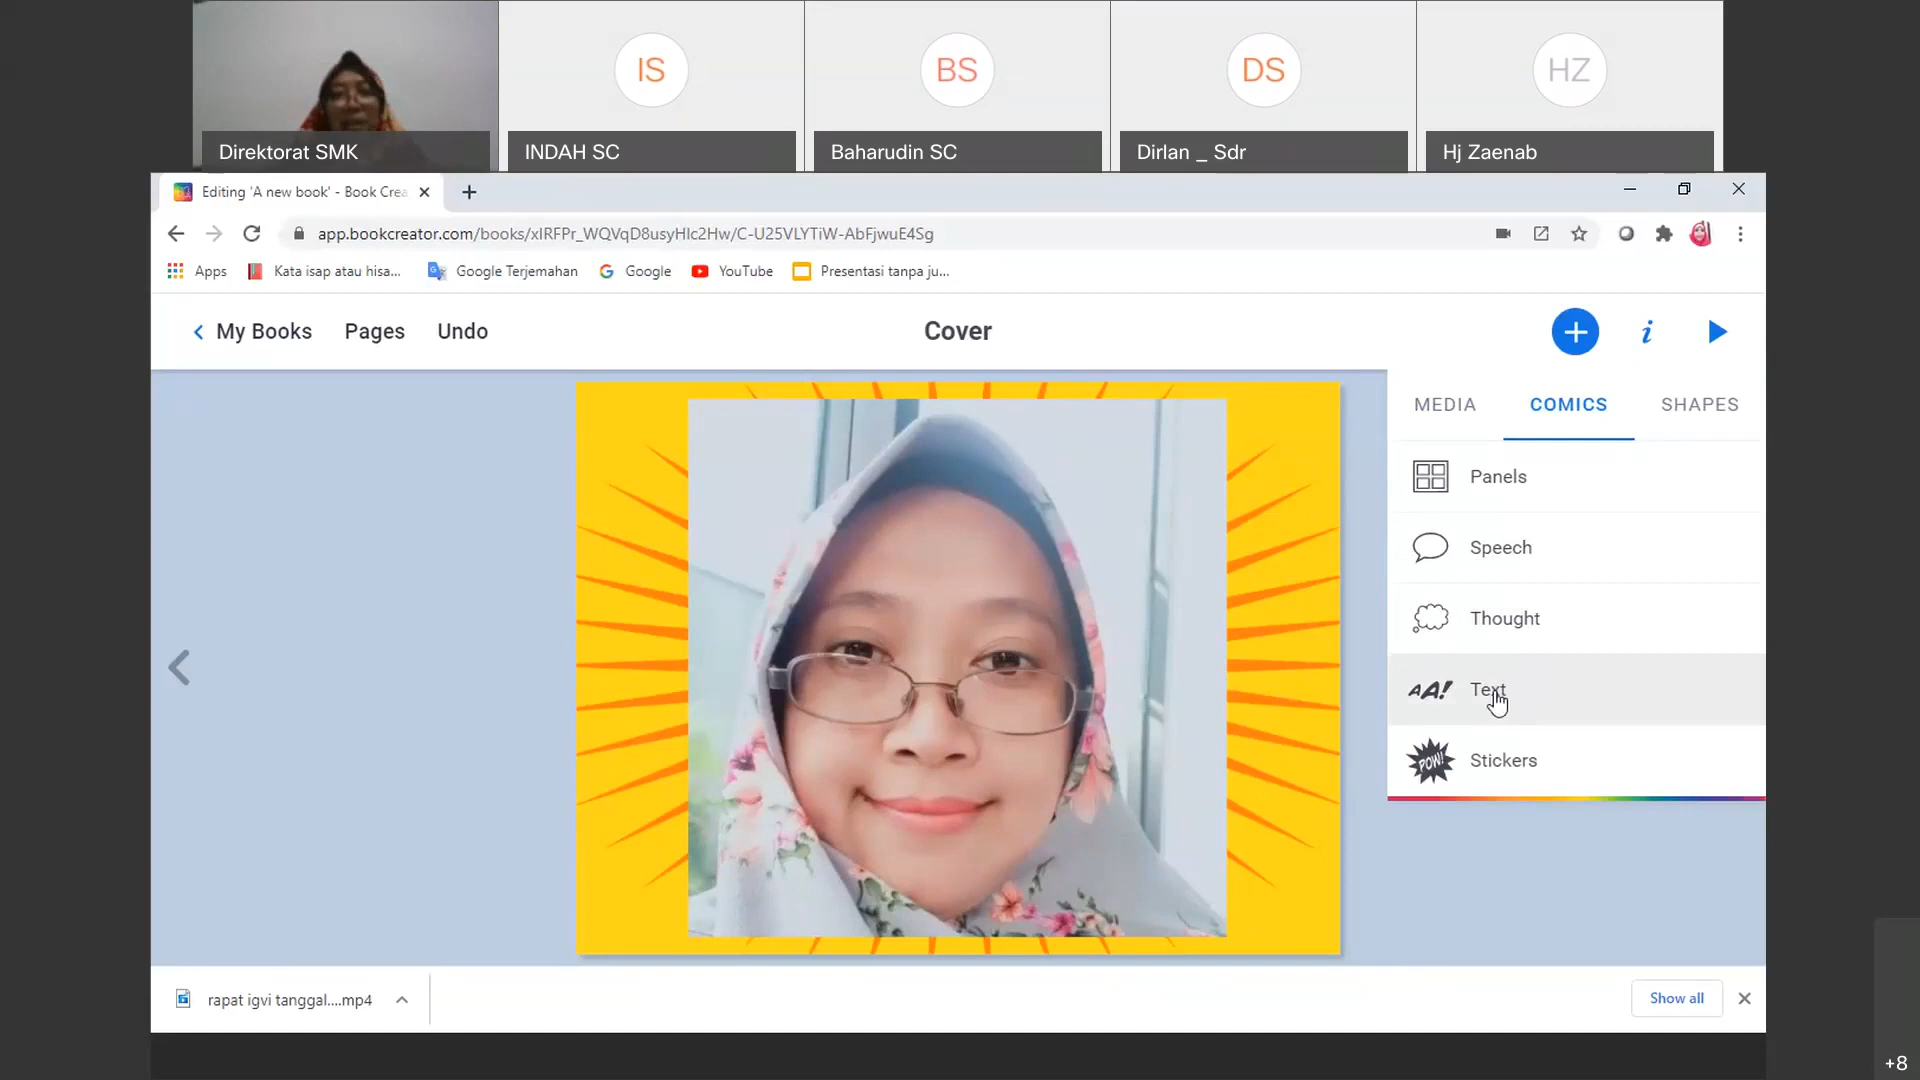 IS
BS
DS
HZ
Direktorat SMK
INDAH SC
Baharudin SC
Dirlan _ Sdr
Hj Zaenab
Editing 'A new book' - Book Crea
app.bookcreator.com/books/xIRFPr_WQVqD8usyHIc2Hw/C-U25VLYTiW-AbFjwuE4Sg
Apps
Kata isap atau hisa...
Google Terjemahan
Google
YouTube
Presentasi tanpa ju...
My Books
Pages
Undo
Cover
i
MEDIA
COMICS
SHAPES
Panels
Speech
Thought
AA! Text
POW! Stickers
rapat igvi tanggal....mp4
Show all
+8